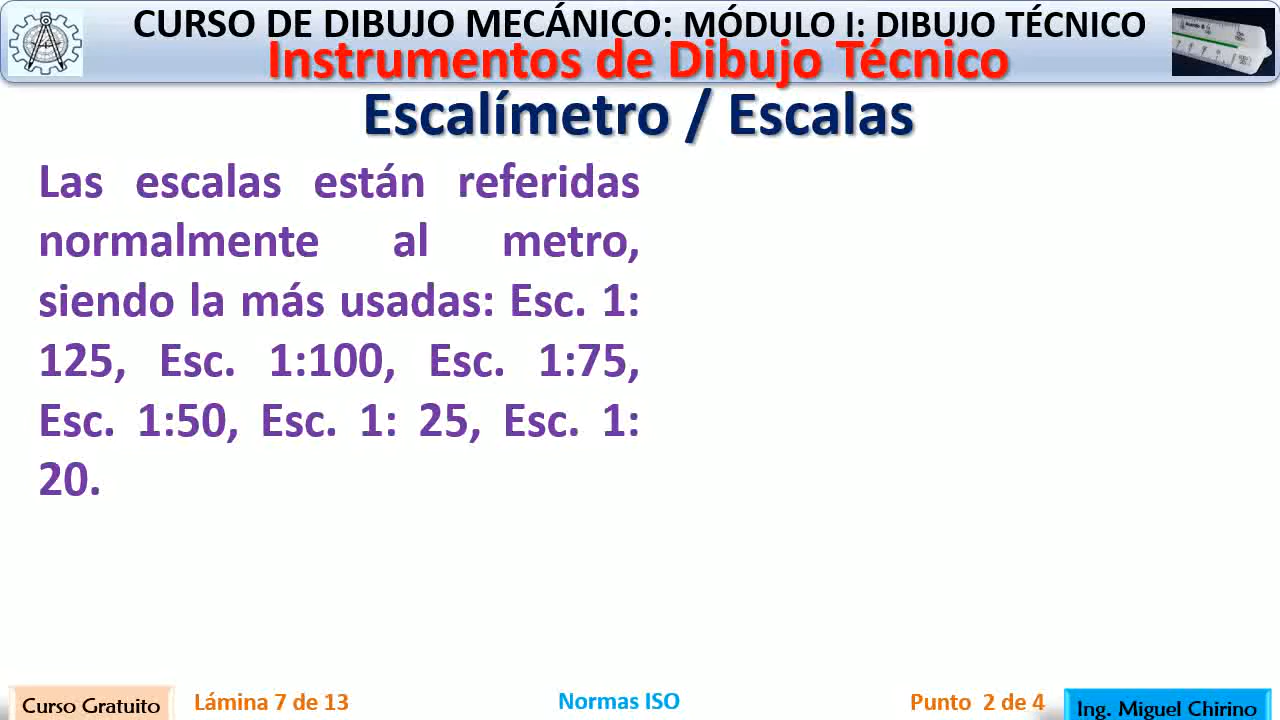 CURSO DE DIBUJO MECÁNICO: MÓDULO I: DIBUJO TÉCNICO
Instrumentos de Dibujo Técnico
Escalímetro / Escalas
Las escalas están referidas
normalmente al metro,
siendo la más usadas: Esc. 1:
125, Esc. 1:100, Esc. 1:75,
Esc. 1:50, Esc. 1: 25, Esc. 1:
20.
Curso Gratuito
Lámina 7 de 13
Normas ISO
Punto 2 de 4
Ing. Miguel Chirino